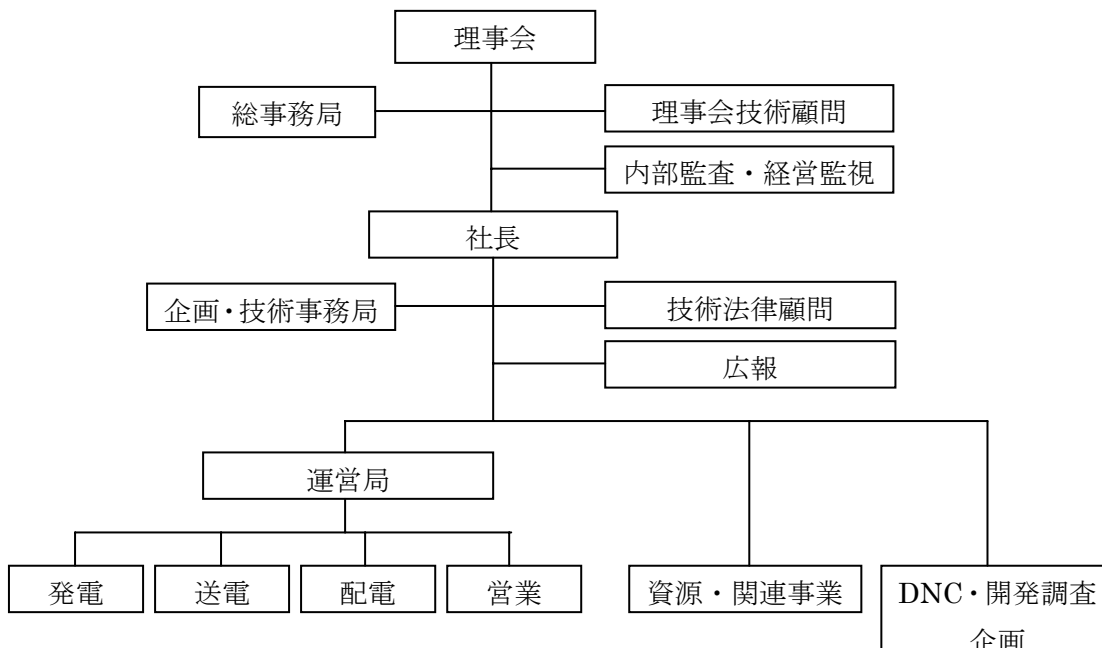 理事会
総事務局
理事会技術顧問
内部監査・経営監視
社長
企画・技術事務局
技術法律顧問
広報
運営局
発電
送電
配電
営業
資源・関連事業
DNC・開発調査
企画